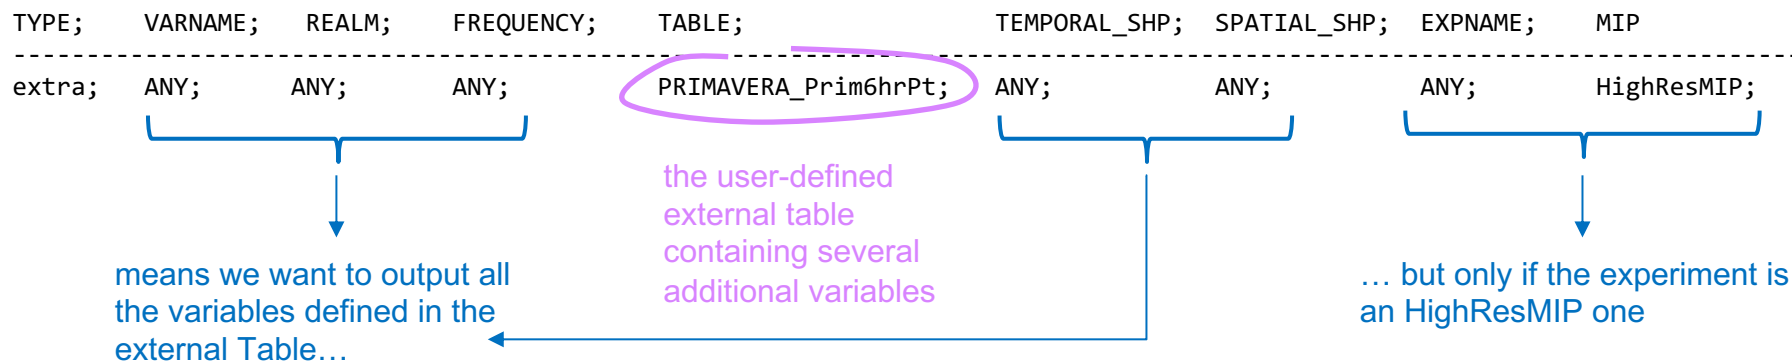 TYPE; VARNAME; REALM; FREQUENCY; TABLE; TEMPORAL_SHP; SPATIAL_SHP; EXPNAME; MIP
extra; ANY; ANY; ANY; PRIMAVERA_Prim6hrPt; ANY; ANY; ANY; HighResMIP;
the user-defined
external table
containing several
additional variables
means we want to output all
the variables defined in the
external Table…
… but only if the experiment is
an HighResMIP one